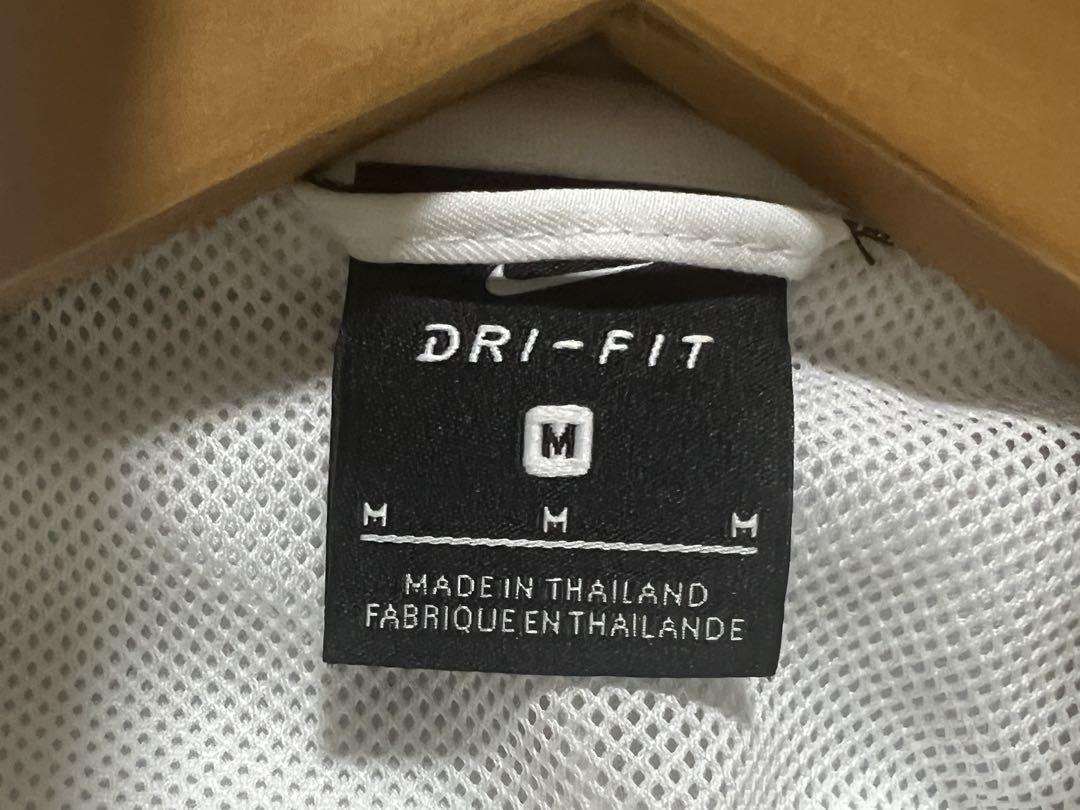 DRI-FIT
M
M M M
MADE IN THAILAND
FABRIQUE EN THAILANDE